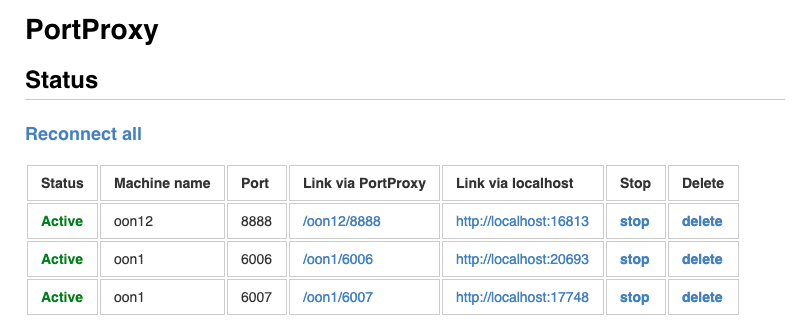 PortProxy
Status
Reconnect all
Status Machine name Port Link via PortProxy Link via localhost Stop Delete
Active oon12 8888 /oon12/8888 http://localhost:16813 stop delete
Active oon1 6006 /oon1/6006 http://localhost:20693 stop delete
Active oon1 6007 /oon1/6007 http://localhost:17748 stop delete